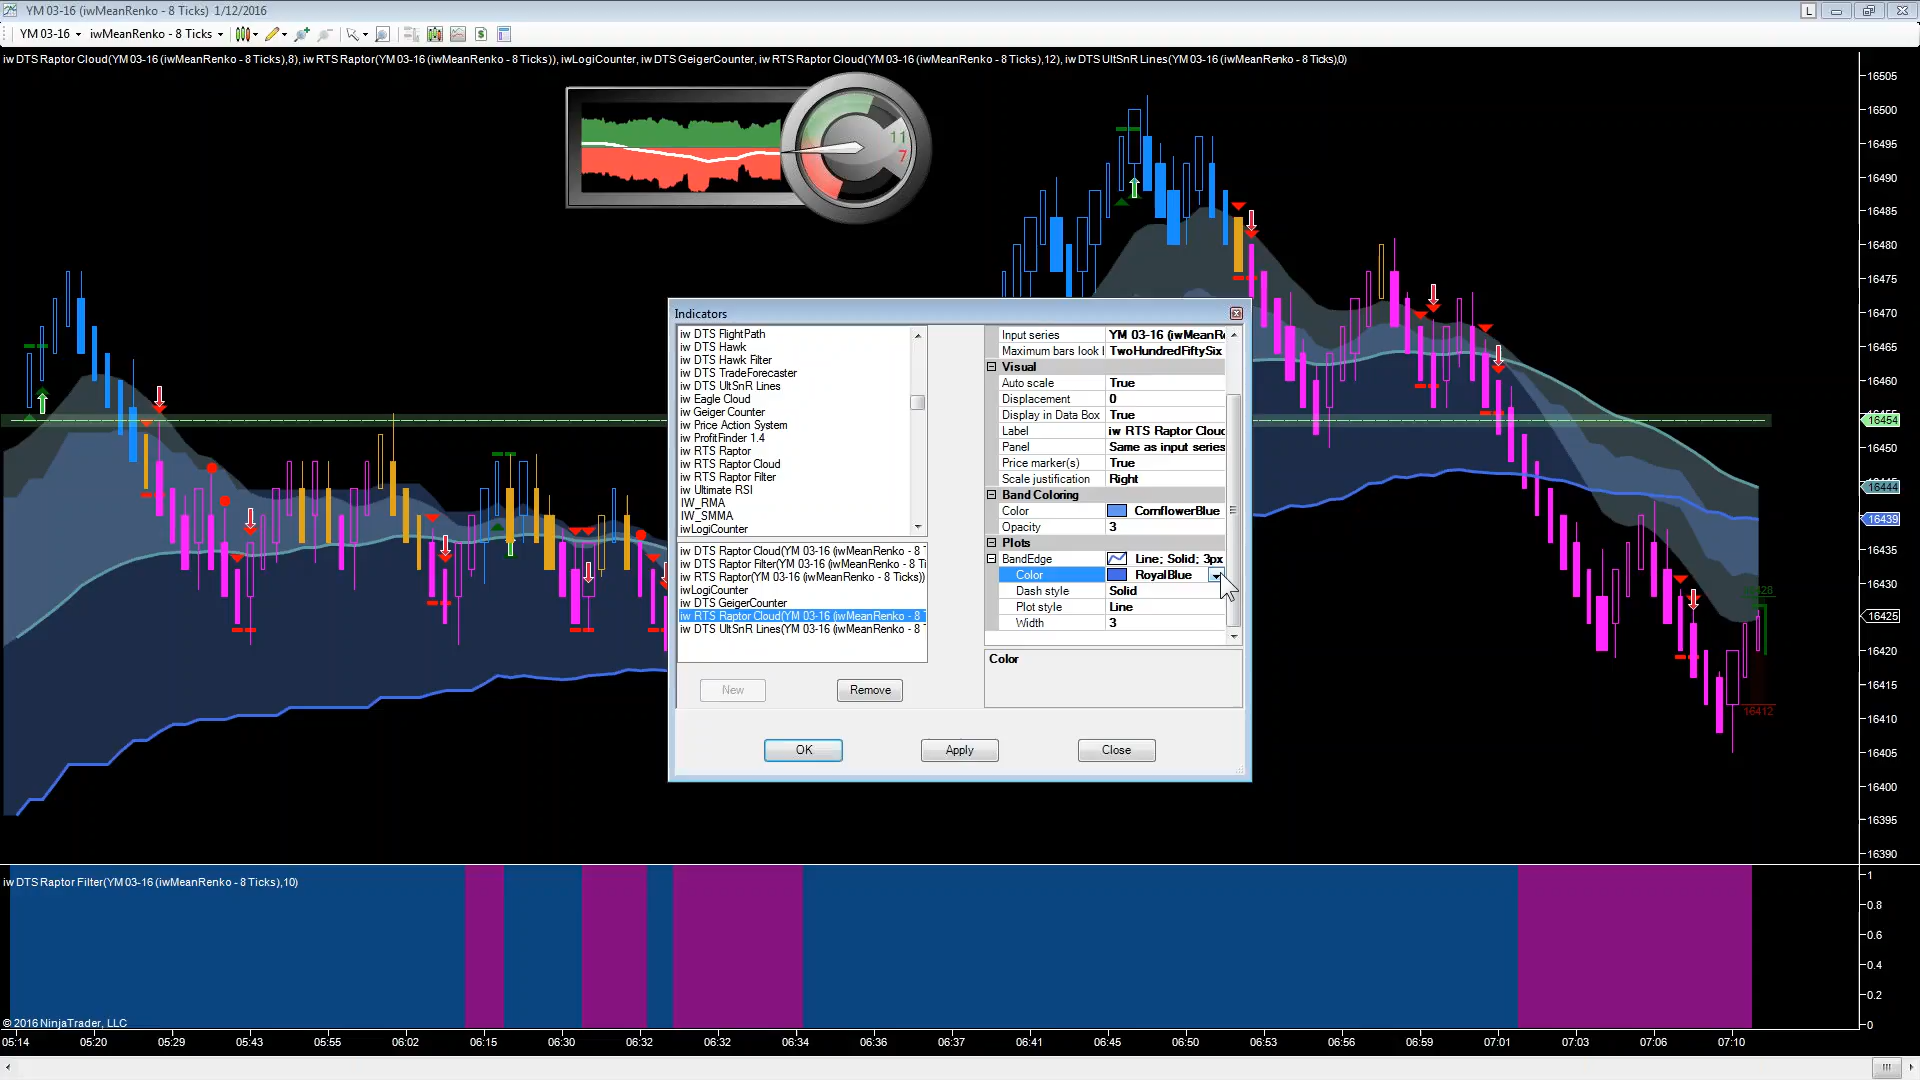 YM 03-16 (iwMeanRenko - 8 Ticks) 1/12/2016
L
YM 03-16 iwMeanRenko - 8 Ticks
iw DTS Raptor Cloud(YM 03-16 (iwMeanRenko - 8 Ticks),8), iw RTS Raptor(YM 03-16 (iwMeanRenko - 8 Ticks)), iwLogiCounter, iw DTS GeigerCounter, iw RTS Raptor Cloud(YM 03-16 (iwMeanRenko - 8 Ticks),12), iw DTS UltSnR Lines(YM 03-16 (iwMeanRenko - 8 Ticks),0)
11
7
16505
16500
16495
16490
16485
16480
16475
16470
16465
16460
16454
16450
16444
16439
16435
16430
16425
16420
16415
16410
16405
16400
16395
16390
16412
Indicators
iw DTS FlightPath
iw DTS Hawk
iw DTS Hawk Filter
iw DTS TradeForecaster
iw DTS UltSnR Lines
iw Eagle Cloud
iw Geiger Counter
iw Price Action System
iw ProfitFinder 1.4
iw RTS Raptor
iw RTS Raptor Cloud
iw RTS Raptor Filter
iw Ultimate RSI
IW_RMA
IW_SMMA
iwLogiCounter
iw DTS Raptor Cloud(YM 03-16 (iwMeanRenko - 8
iw DTS Raptor Filter(YM 03-16 (iwMeanRenko - 8 Ti
iw RTS Raptor(YM 03-16 (iwMeanRenko - 8 Ticks))
iwLogiCounter
iw DTS GeigerCounter
iw RTS Raptor Cloud(YM 03-16 (iwMeanRenko - 8
iw DTS UltSnR Lines(YM 03-16 (iwMeanRenko - 8
New
Remove
Input series YM 03-16 (iwMeanR
Maximum bars look l TwoHundredFiftySix
Visual
Auto scale True
Displacement 0
Display in Data Box True
Label iw RTS Raptor Cloud
Panel Same as input series
Price marker(s) True
Scale justification Right
Band Coloring
Color CornflowerBlue
Opacity 3
Plots
BandEdge Line; Solid; 3px
Color RoyalBlue
Dash style Solid
Plot style Line
Width 3
Color
OK
Apply
Close
iw DTS Raptor Filter(YM 03-16 (iwMeanRenko - 8 Ticks),10)
1
0.8
0.6
0.4
0.2
0
© 2016 NinjaTrader, LLC
05:14 05:20 05:29 05:43 05:55 06:02 06:15 06:30 06:32 06:32 06:34 06:36 06:37 06:41 06:45 06:50 06:53 06:56 06:59 07:01 07:03 07:06 07:10